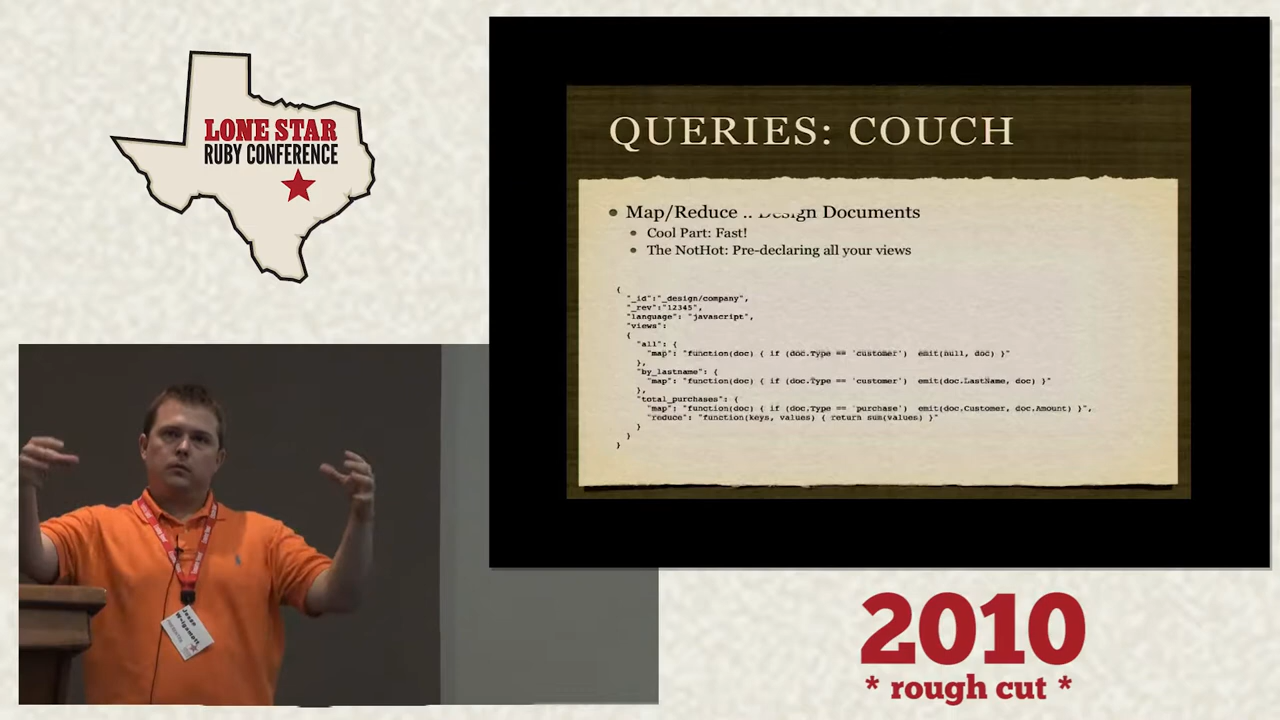 LONE STAR
RUBY CONFERENCE
QUERIES: COUCH
Map/Reduce .. Design Documents
Cool Part: Fast!
The NotHot: Pre-declaring all your views
{
"_id":"_design/company",
"_rev":"12345",
"language": "javascript",
"views":
{
"all": {
"map": "function(doc) { if (doc.Type == 'customer')  emit(null, doc) }"
},
"by_lastname": {
"map": "function(doc) { if (doc.Type == 'customer')  emit(doc.LastName, doc) }"
},
"total_purchases": {
"map": "function(doc) { if (doc.Type == 'purchase')  emit(doc.Customer, doc.Amount) }",
"reduce": "function(keys, values) { return sum(values) }"
}
}
}
2010
* rough cut *